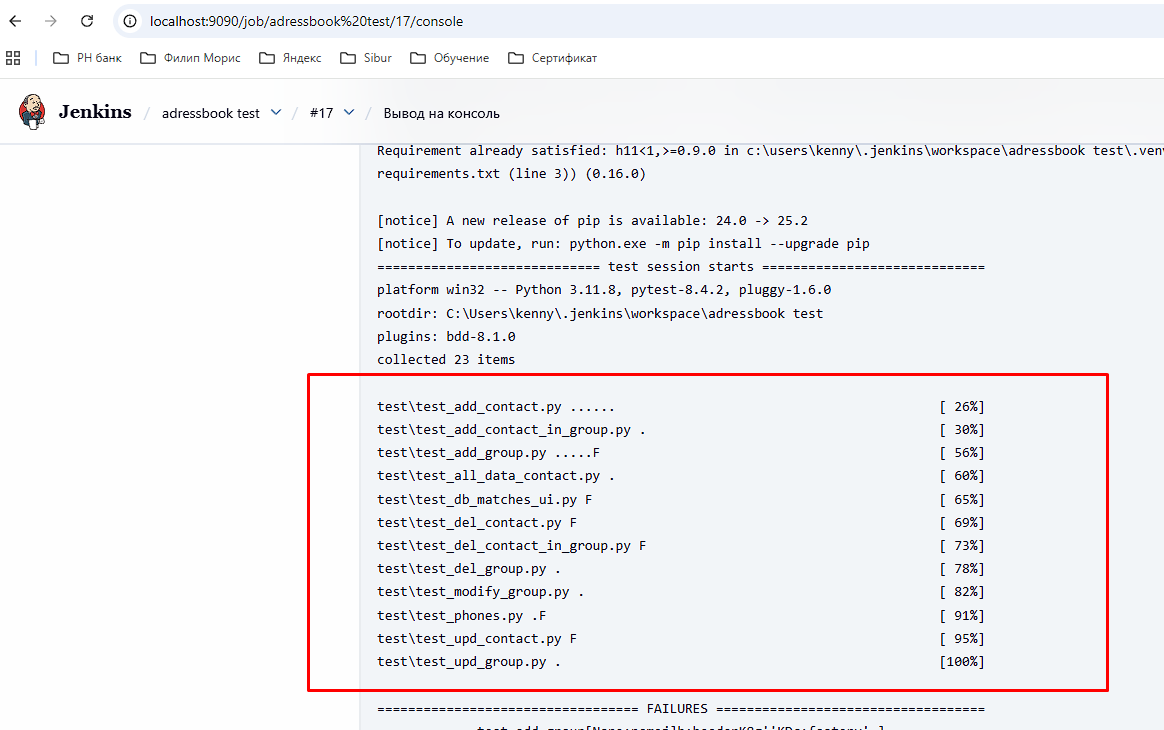 localhost:9090/job/adressbook%20test/17/console
РН банк Филип Морис Яндекс Sibur Обучение Сертификат
Jenkins / adressbook test / #17 / Вывод на консоль
Requirement already satisfied: h11<1,>=0.9.0 in c:\users\kenny\.jenkins\workspace\adressbook test\.venv
requirements.txt (line 3)) (0.16.0)
[notice] A new release of pip is available: 24.0 -> 25.2
[notice] To update, run: python.exe -m pip install --upgrade pip
============================= test session starts =============================
platform win32 -- Python 3.11.8, pytest-8.4.2, pluggy-1.6.0
rootdir: C:\Users\kenny\.jenkins\workspace\adressbook test
plugins: bdd-8.1.0
collected 23 items
test\test_add_contact.py ...... [ 26%]
test\test_add_contact_in_group.py . [ 30%]
test\test_add_group.py .....F [ 56%]
test\test_all_data_contact.py . [ 60%]
test\test_db_matches_ui.py F [ 65%]
test\test_del_contact.py F [ 69%]
test\test_del_contact_in_group.py F [ 73%]
test\test_del_group.py . [ 78%]
test\test_modify_group.py . [ 82%]
test\test_phones.py .F [ 91%]
test\test_upd_contact.py F [ 95%]
test\test_upd_group.py . [100%]
================================== FAILURES ===================================